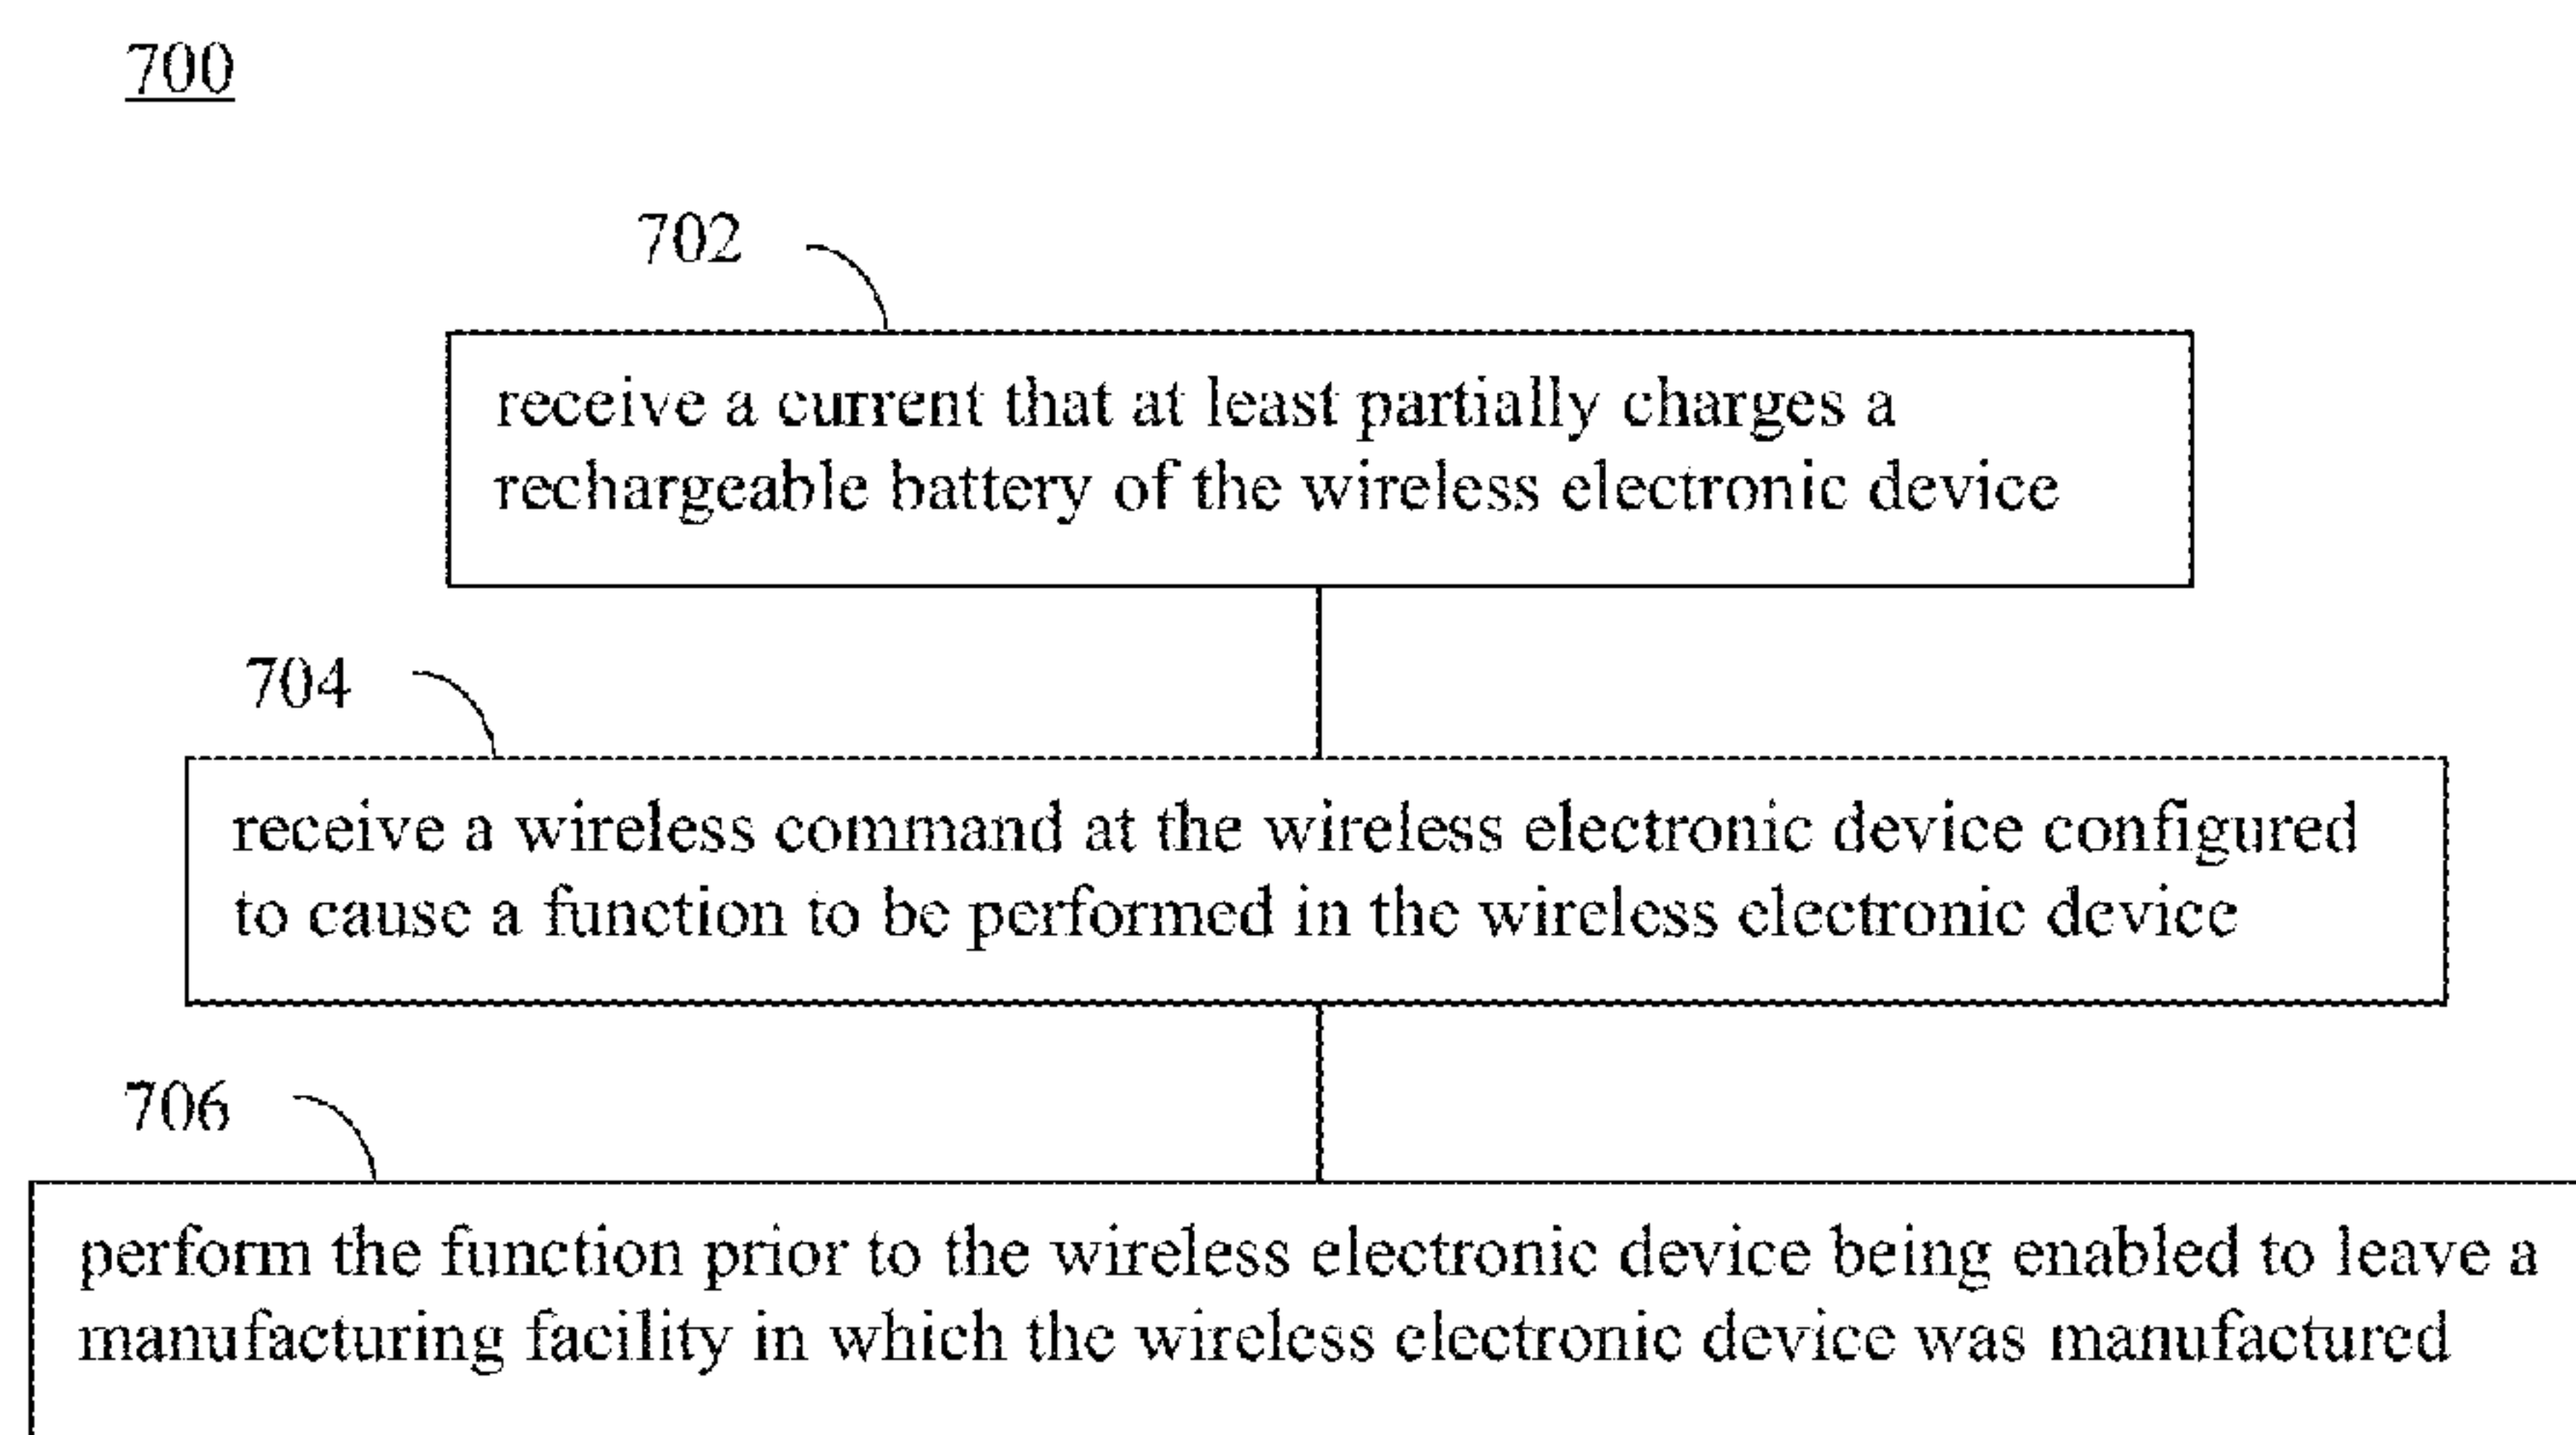 700
702
receive a current that at least partially charges a
rechargeable battery of the wireless electronic device
704
receive a wireless command at the wireless electronic device configured
to cause a function to be performed in the wireless electronic device
706
perform the function prior to the wireless electronic device being enabled to leave a
manufacturing facility in which the wireless electronic device was manufactured